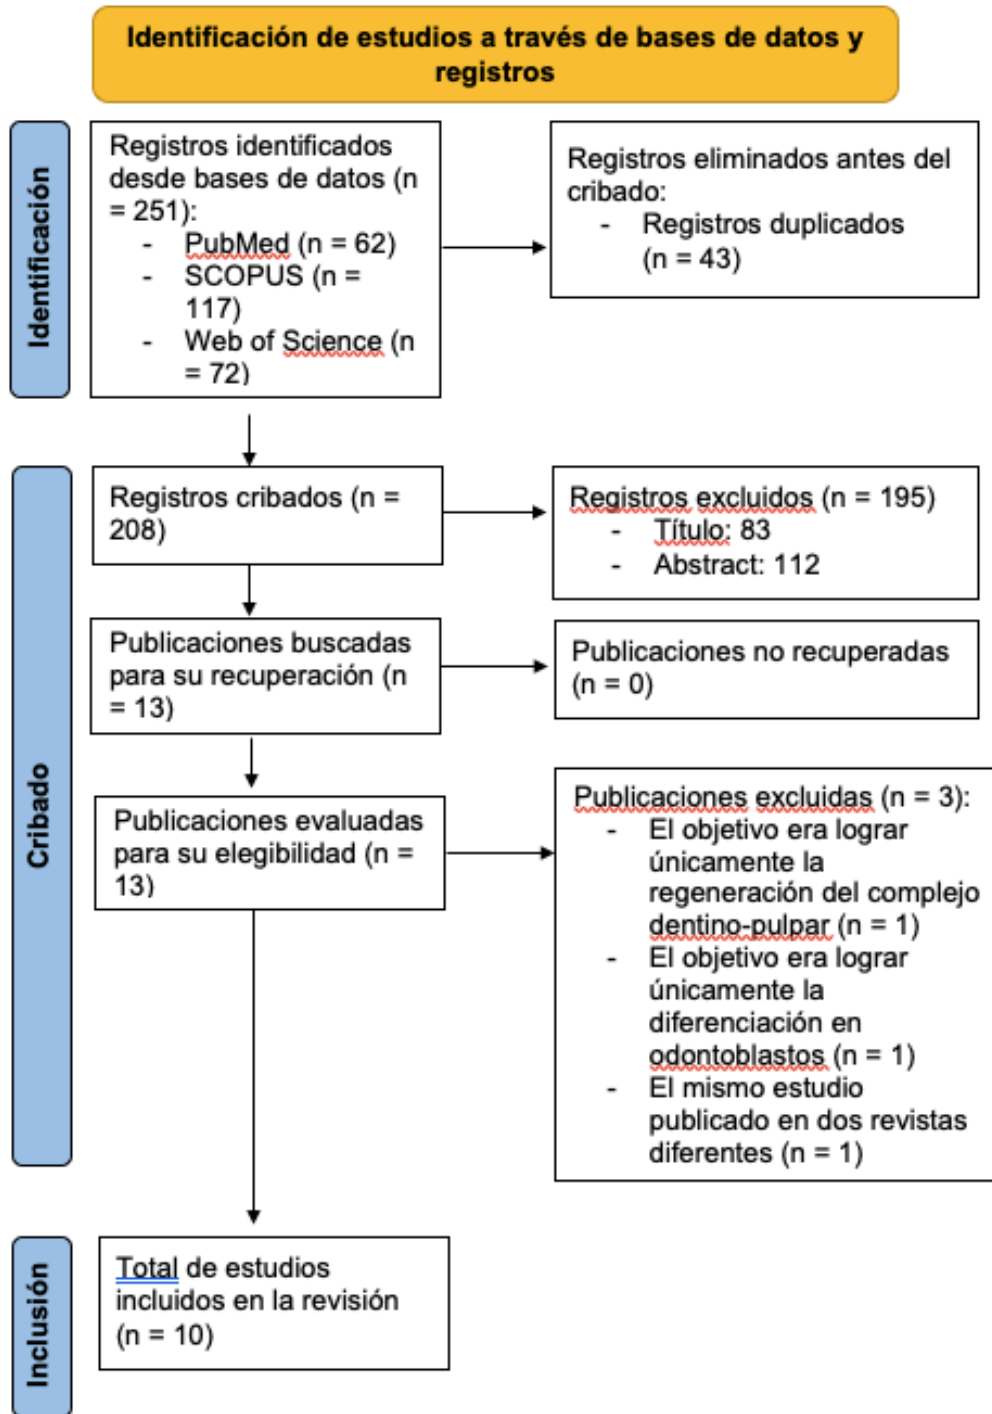 Identificación de estudios a través de bases de datos y
registros
Identificación
Registros identificados
desde bases de datos (n
= 251):
- PubMed (n = 62)
- SCOPUS (n =
117)
- Web of Science (n
= 72)
Registros eliminados antes del
cribado:
- Registros duplicados
(n = 43)
Cribado
Registros cribados (n =
208)
Registros excluidos (n = 195)
- Título: 83
- Abstract: 112
Publicaciones buscadas
para su recuperación (n
= 13)
Publicaciones no recuperadas
(n = 0)
Publicaciones evaluadas
para su elegibilidad (n =
13)
Publicaciones excluidas (n = 3):
- El objetivo era lograr
únicamente la
regeneración del complejo
dentino-pulpar (n = 1)
- El objetivo era lograr
únicamente la
diferenciación en
odontoblastos (n = 1)
- El mismo estudio
publicado en dos revistas
diferentes (n = 1)
Inclusión
Total de estudios
incluidos en la revisión
(n = 10)